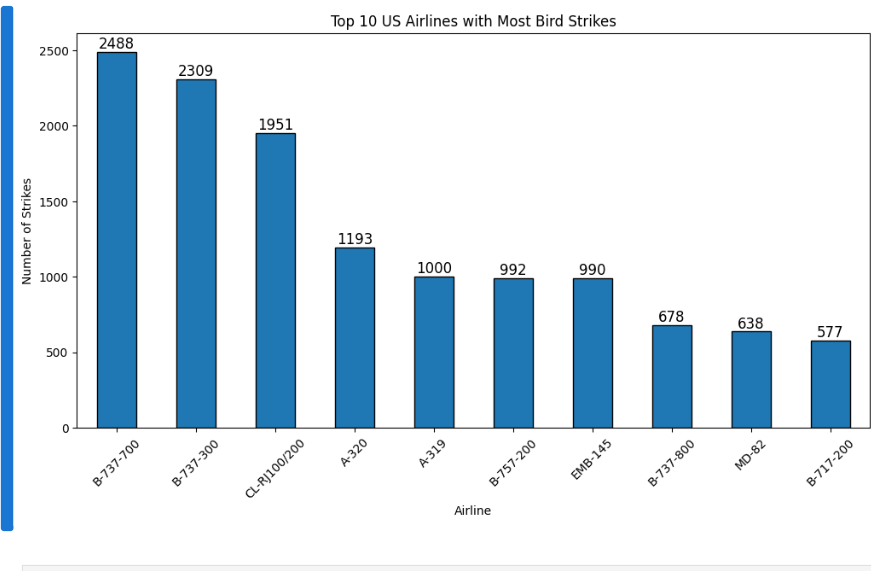 Top 10 US Airlines with Most Bird Strikes
Number of Strikes
2500
2000
1500
1000
500
0
2488
2309
1951
1193
1000
992
990
678
638
577
B-737-700
B-737-300
CL-RJ100/200
A-320
A-319
B-757-200
EMB-145
B-737-800
MD-82
B-717-200
Airline